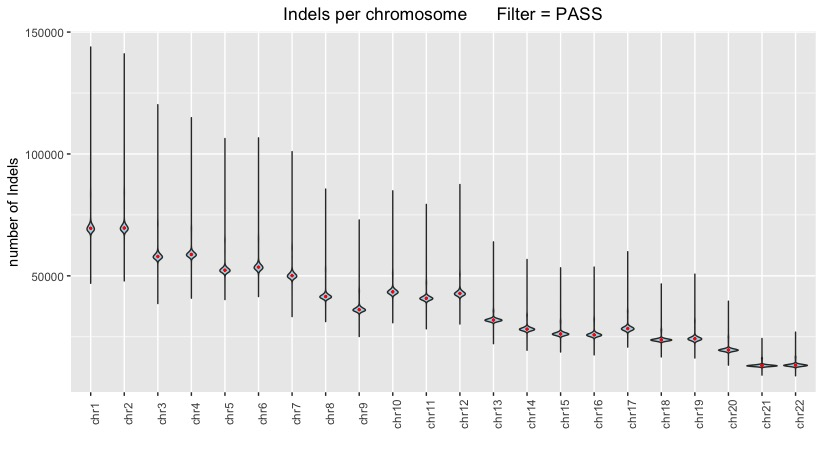 Indels per chromosome Filter = PASS
number of Indels
150000
100000
50000
chr1 chr2 chr3 chr4 chr5 chr6 chr7 chr8 chr9 chr10 chr11 chr12 chr13 chr14 chr15 chr16 chr17 chr18 chr19 chr20 chr21 chr22